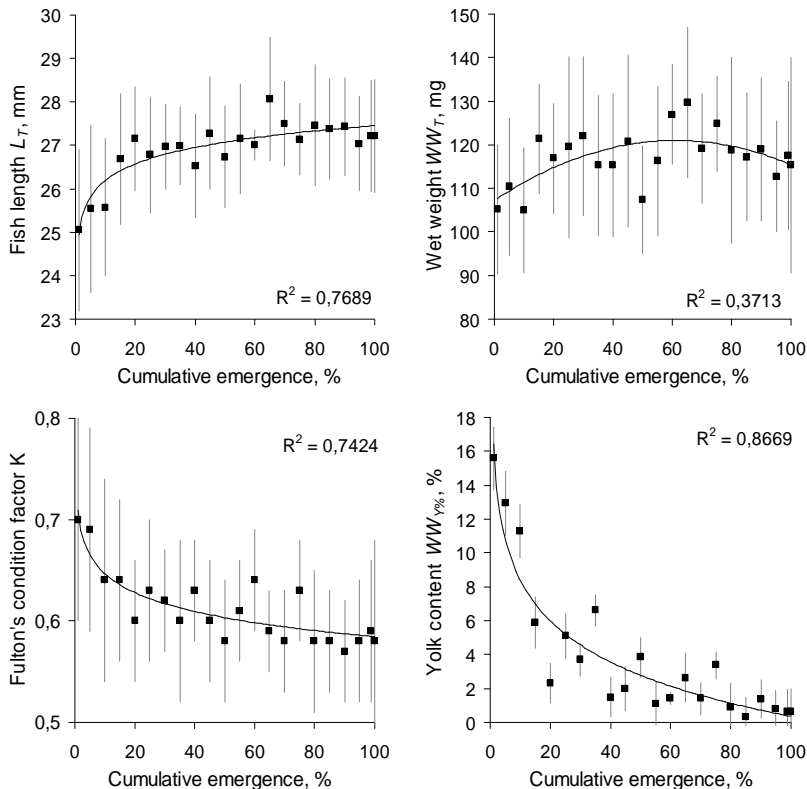 Fish length L_T, mm
30
29
28
27
26
25
24
23
R² = 0,7689
0 20 40 60 80 100
Cumulative emergence, %
Wet weight WW_T, mg
150
140
130
120
110
100
90
80
R² = 0,3713
0 20 40 60 80 100
Cumulative emergence, %
Fulton's condition factor K
0,8
0,7
0,6
0,5
R² = 0,7424
0 20 40 60 80 100
Cumulative emergence, %
Yolk content WW_Y%, %
18
16
14
12
10
8
6
4
2
0
R² = 0,8669
0 20 40 60 80 100
Cumulative emergence, %